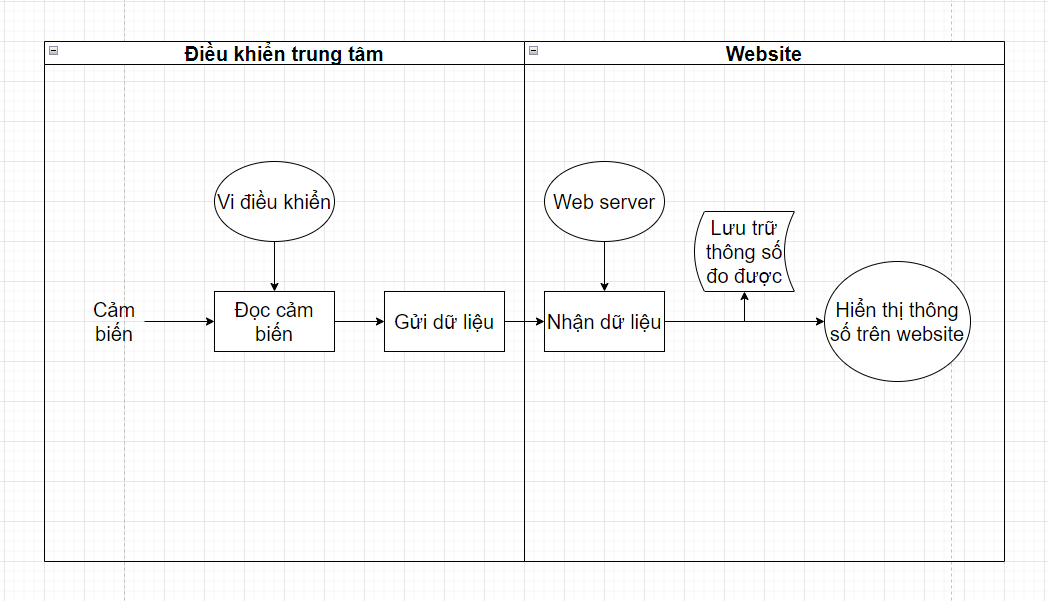 Điều khiển trung tâm
Website
Vi điều khiển
Web server
Lưu trữ
thông số
đo được
Cảm
biến
Đọc cảm
biến
Gửi dữ liệu
Nhận dữ liệu
Hiển thị thông
số trên website